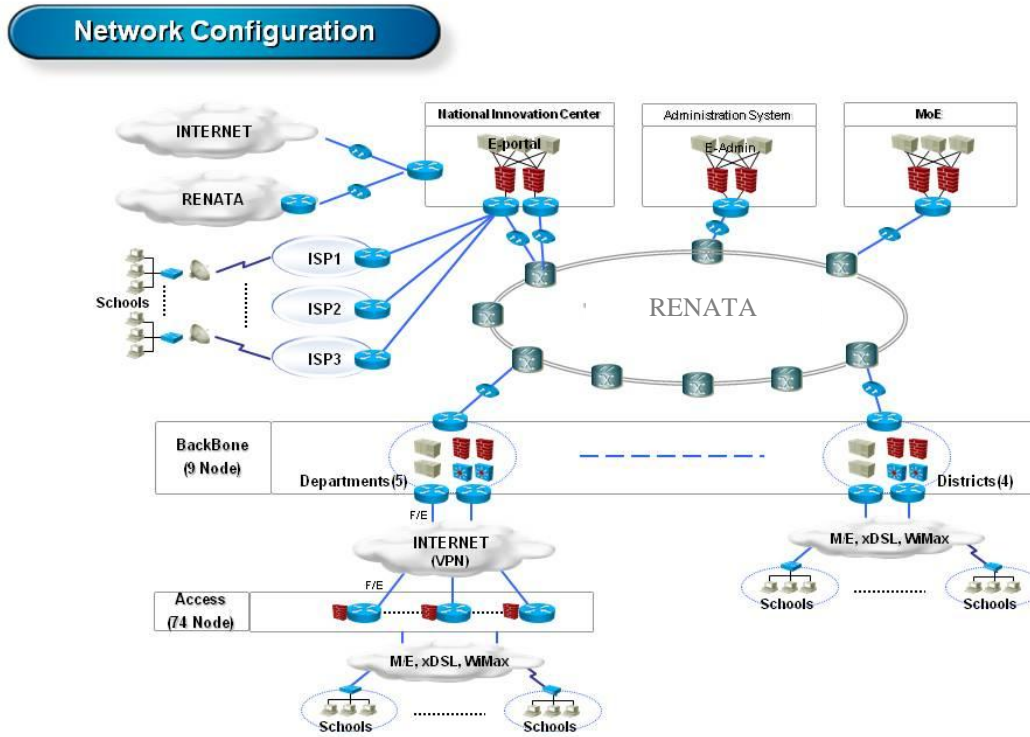 Network Configuration
National Innovation Center
Administration System
MoE
INTERNET
E-portal
E-Admin
RENATA
ISP1
Schools
ISP2
RENATA
ISP3
BackBone
(9 Node)
Departments(5)
Districts(4)
F/E
INTERNET
(VPN)
M/E, xDSL, WiMax
F/E
Access
(74 Node)
Schools
Schools
M/E, xDSL, WiMax
Schools
Schools